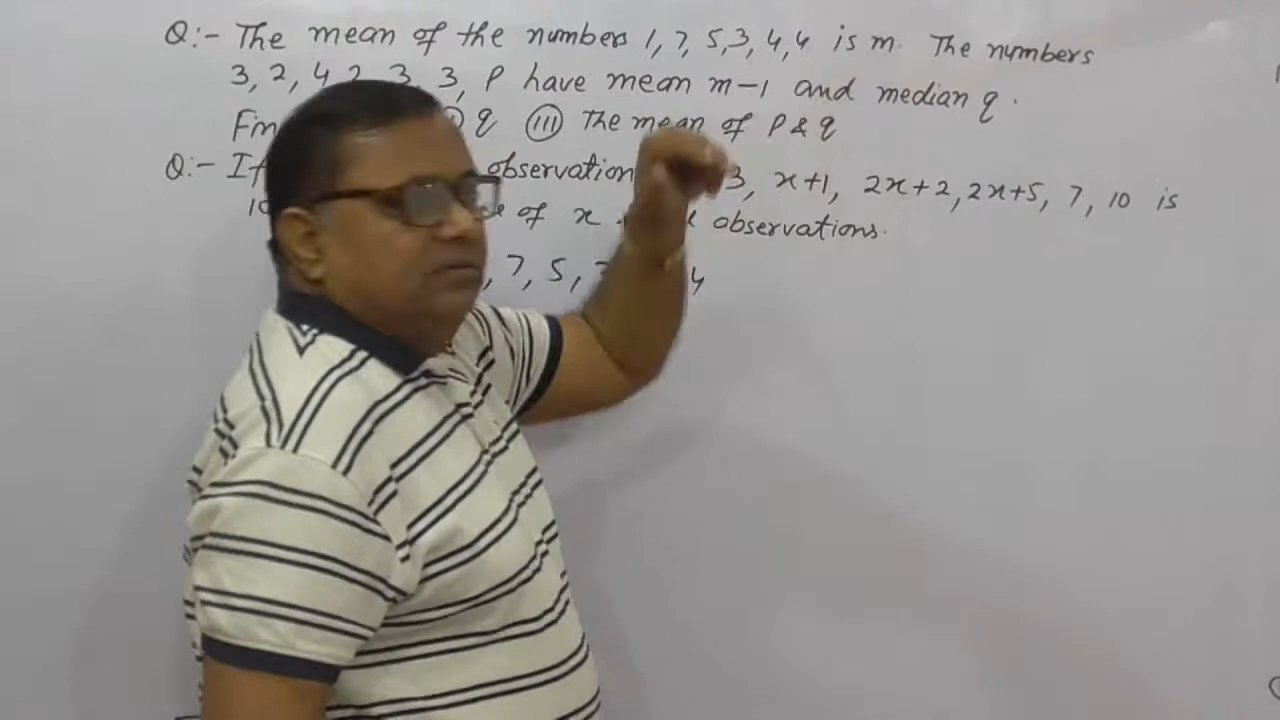 Q:- The mean of the numbers 1, 7, 5, 3, 4, 4 is m. The numbers
3, 2, 4, 2, 3, 3, P have mean m-1 and median q.
q (III) The mean of P & q
Q:- If observation 3, x+1, 2x+2, 2x+5, 7, 10 is
of x observations.
, 7, 5, 4